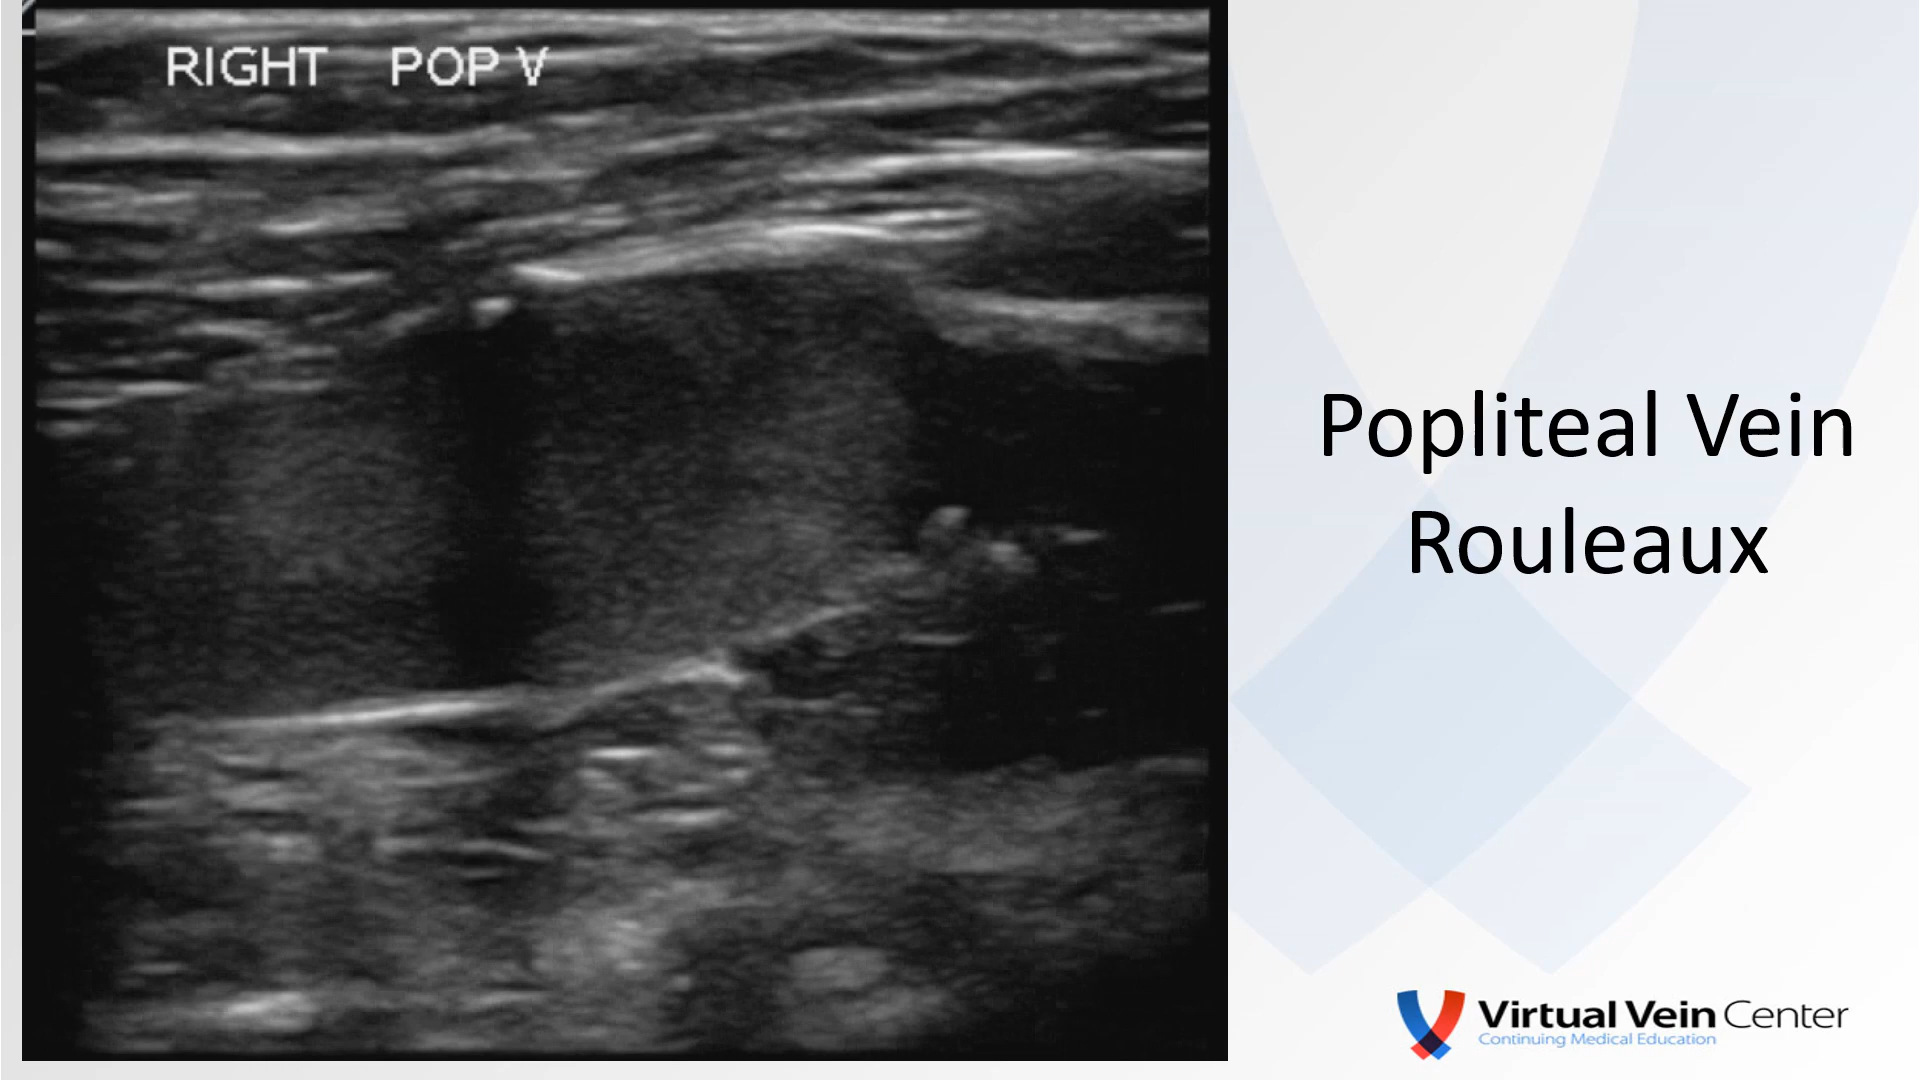 RIGHT POP V
Popliteal Vein
Rouleaux
Virtual Vein Center
Continuing Medical Education